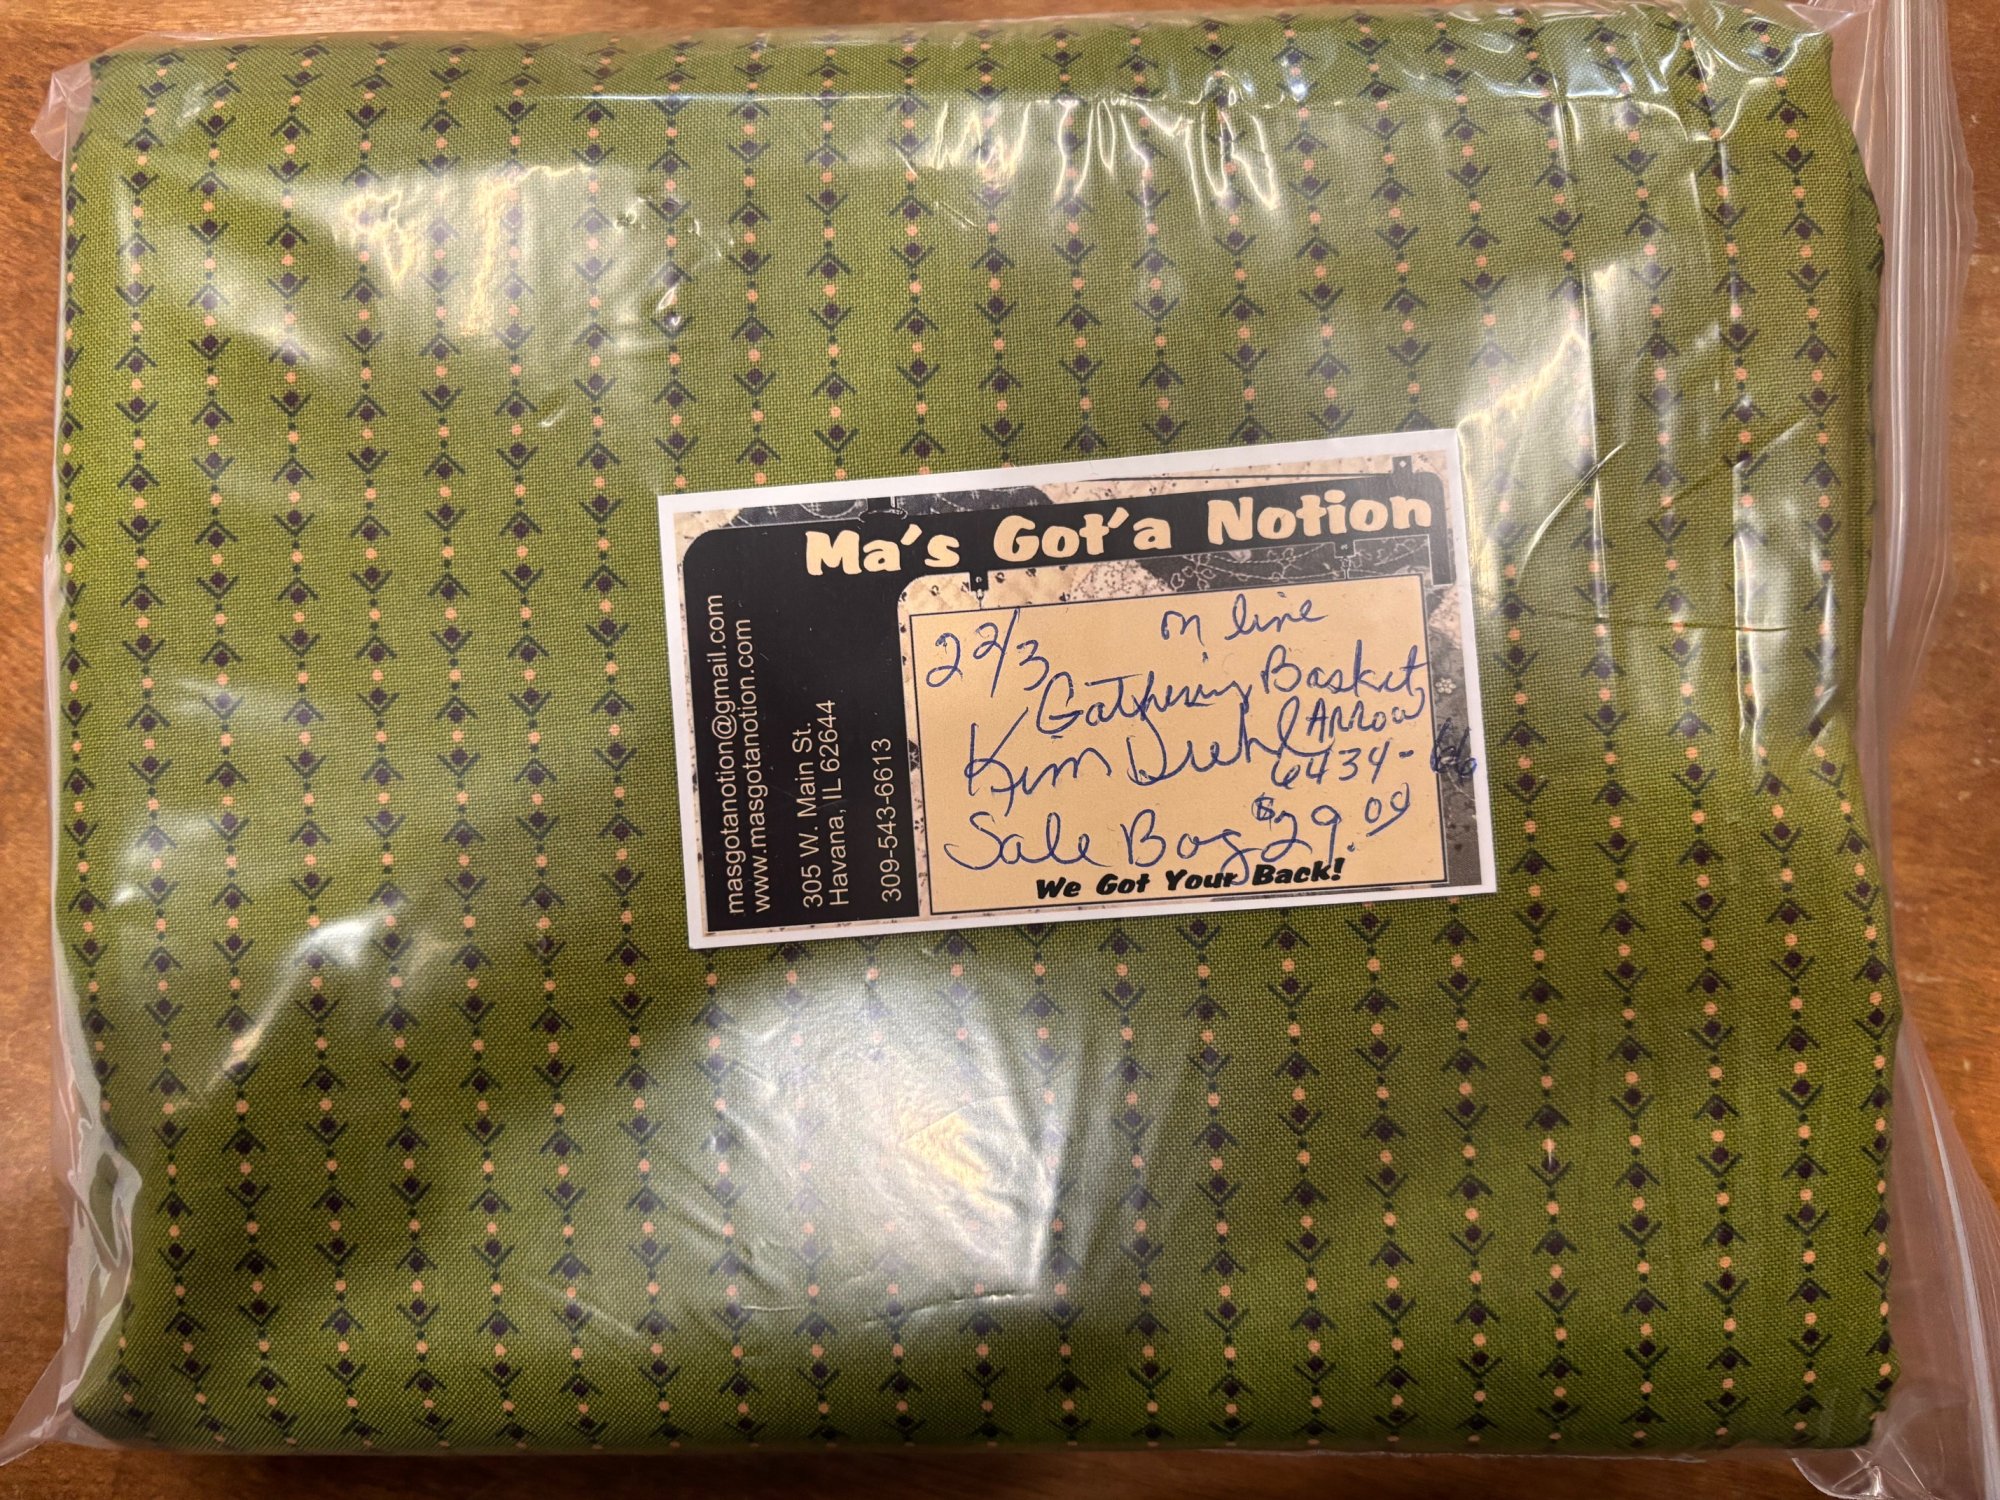 Ma's Got'a Notion
masgotanotion@gmail.com
www.masgotanotion.com
305 W. Main St.
Havana, IL 62644
309-543-6613
2 2/3 on line
Gathering Basket
Kim Diehl Arrow
6434-66
Sale Bag $29.00
We Got Your Back!